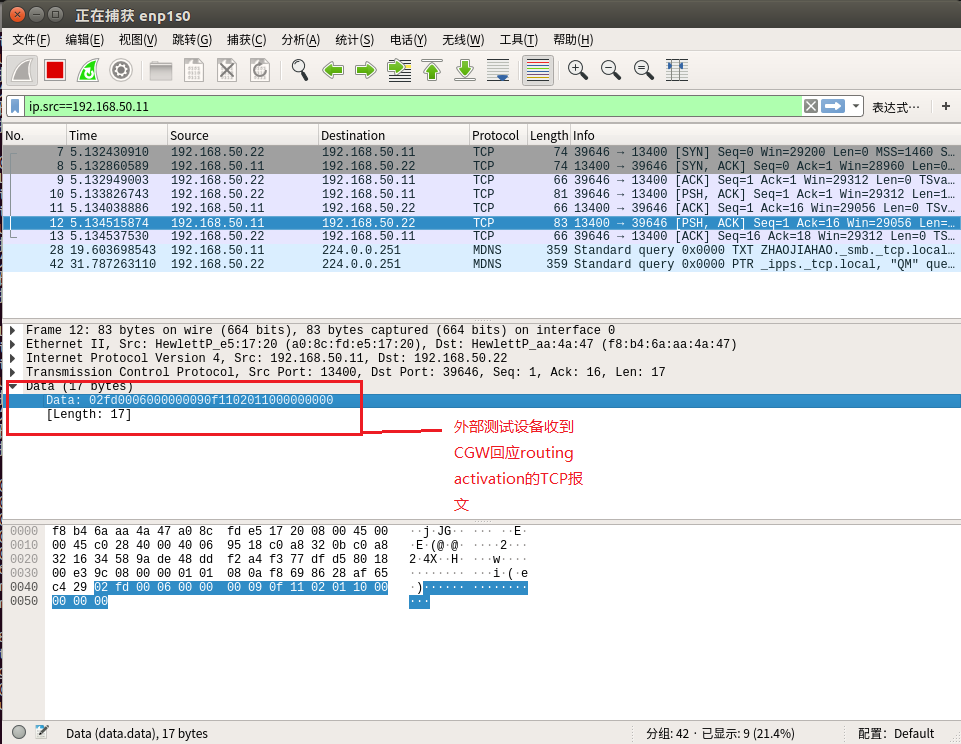 正在捕获 enp1s0
文件(F) 编辑(E) 视图(V) 跳转(G) 捕获(C) 分析(A) 统计(S) 电话(Y) 无线(W) 工具(T) 帮助(H)
ip.src==192.168.50.11 表达式… +
No. Time Source Destination Protocol Length Info
7 5.132430910 192.168.50.22 192.168.50.11 TCP 74 39646 → 13400 [SYN] Seq=0 Win=29200 Len=0 MSS=1460 S…
8 5.132860589 192.168.50.11 192.168.50.22 TCP 74 13400 → 39646 [SYN, ACK] Seq=0 Ack=1 Win=28960 Len=0…
9 5.132949003 192.168.50.22 192.168.50.11 TCP 66 39646 → 13400 [ACK] Seq=1 Ack=1 Win=29312 Len=0 TSva…
10 5.133826743 192.168.50.22 192.168.50.11 TCP 81 39646 → 13400 [PSH, ACK] Seq=1 Ack=1 Win=29312 Len=1…
11 5.134038886 192.168.50.11 192.168.50.22 TCP 66 13400 → 39646 [ACK] Seq=1 Ack=16 Win=29056 Len=0 TSv…
12 5.134515874 192.168.50.11 192.168.50.22 TCP 83 13400 → 39646 [PSH, ACK] Seq=1 Ack=16 Win=29056 Len=…
13 5.134537530 192.168.50.22 192.168.50.11 TCP 66 39646 → 13400 [ACK] Seq=16 Ack=18 Win=29312 Len=0 TS…
28 19.603698543 192.168.50.11 224.0.0.251 MDNS 359 Standard query 0x0000 TXT ZHAOJIAHAO._smb._tcp.local…
42 31.787263110 192.168.50.22 224.0.0.251 MDNS 359 Standard query 0x0000 PTR _ipps._tcp.local, "QM" que…
Frame 12: 83 bytes on wire (664 bits), 83 bytes captured (664 bits) on interface 0
Ethernet II, Src: HewlettP_e5:17:20 (a0:8c:fd:e5:17:20), Dst: HewlettP_aa:4a:47 (f8:b4:6a:aa:4a:47)
Internet Protocol Version 4, Src: 192.168.50.11, Dst: 192.168.50.22
Transmission Control Protocol, Src Port: 13400, Dst Port: 39646, Seq: 1, Ack: 16, Len: 17
Data (17 bytes)
Data: 02fd0006000000090f1102011000000000
[Length: 17]
外部测试设备收到
CGW回应routing
activation的TCP报
文
0000 f8 b4 6a aa 4a 47 a0 8c fd e5 17 20 08 00 45 00 ··j·JG·· ··· ··E·
0010 00 45 c0 28 40 00 40 06 95 18 c0 a8 32 0b c0 a8 ·E·(@·@· ····2···
0020 32 16 34 58 9a de 48 dd f2 a4 f3 77 df d5 80 18 2·4X··H· ···w····
0030 00 e3 9c 08 00 00 01 01 08 0a f8 69 86 28 af 65 ········ ···i·(·e
0040 c4 29 02 fd 00 06 00 00 00 09 0f 11 02 01 10 00 ·)······ ········
0050 00 00 00 ···
Data (data.data), 17 bytes 分组: 42 · 已显示: 9 (21.4%) 配置: Default